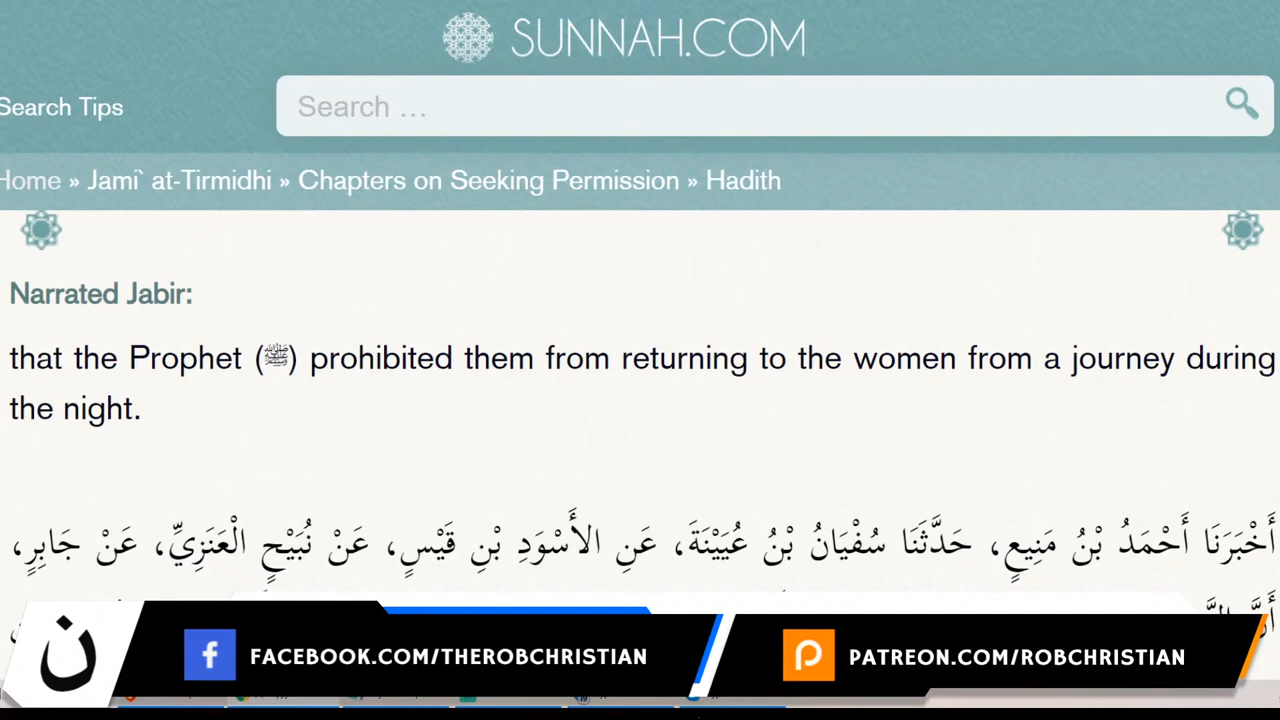 SUNNAH.COM
Search Tips
Search ...
Home » Jami` at-Tirmidhi » Chapters on Seeking Permission » Hadith
Narrated Jabir:
that the Prophet (ﷺ) prohibited them from returning to the women from a journey during
the night.
أَخْبَرَنَا أَحْمَدُ بْنُ مَنِيعٍ، حَدَّثَنَا سُفْيَانُ بْنُ عُيَيْنَةَ، عَنِ الأَسْوَدِ بْنِ قَيْسٍ، عَنْ نُبَيْحٍ الْعَنَزِيِّ، عَنْ جَابِرٍ،
ن
f FACEBOOK.COM/THEROBCHRISTIAN
PATREON.COM/ROBCHRISTIAN